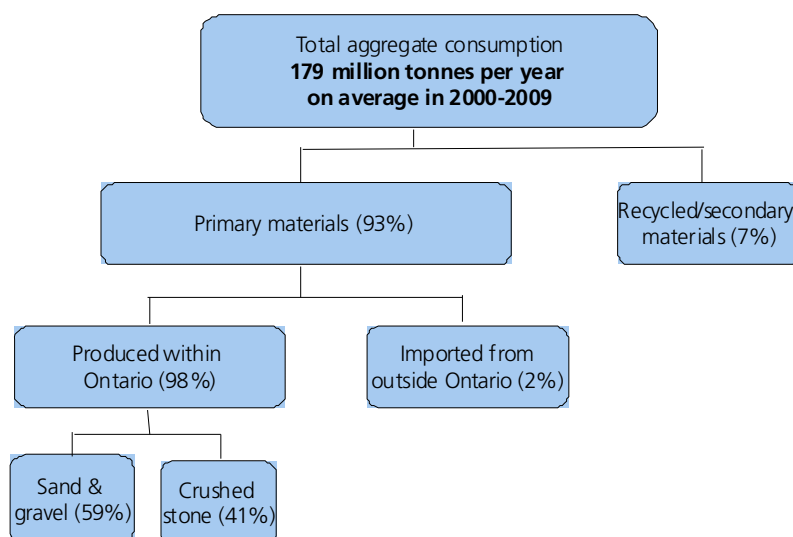 Total aggregate consumption
179 million tonnes per year
on average in 2000-2009
Primary materials (93%)
Recycled/secondary
materials (7%)
Produced within
Ontario (98%)
Imported from
outside Ontario (2%)
Sand &
gravel (59%)
Crushed
stone (41%)